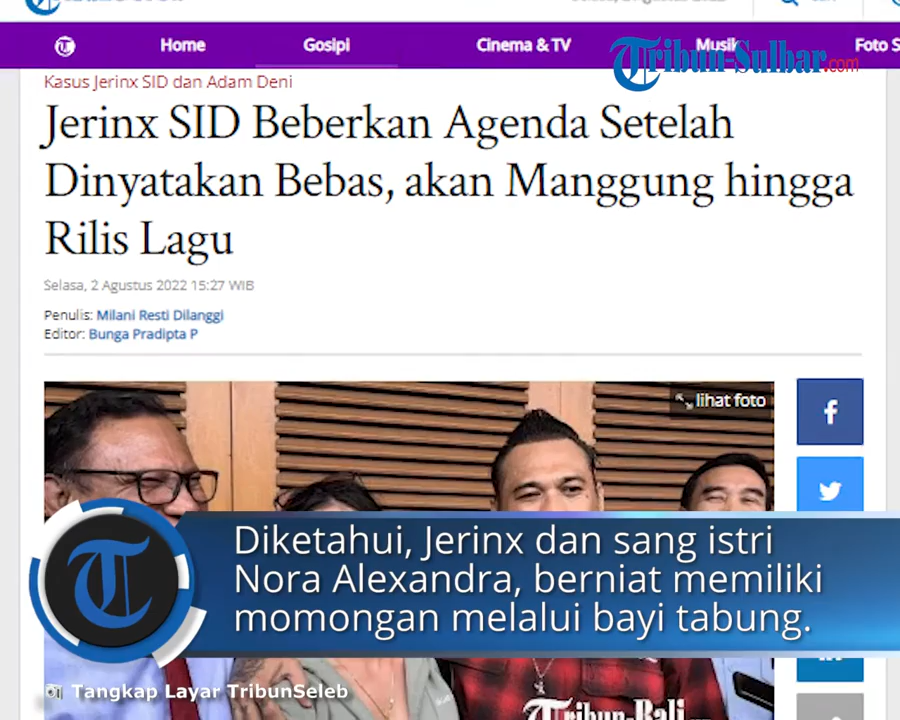 Home Gosipi Cinema & TV Musik Foto S
Tribun-Sulbar.com
Kasus Jerinx SID dan Adam Deni
Jerinx SID Beberkan Agenda Setelah
Dinyatakan Bebas, akan Manggung hingga
Rilis Lagu
Selasa, 2 Agustus 2022 15:27 WIB
Penulis: Milani Resti Dilanggi
Editor: Bunga Pradipta P
lihat foto
Diketahui, Jerinx dan sang istri
Nora Alexandra, berniat memiliki
momongan melalui bayi tabung.
Tangkap Layar TribunSeleb
Tribun-Bali